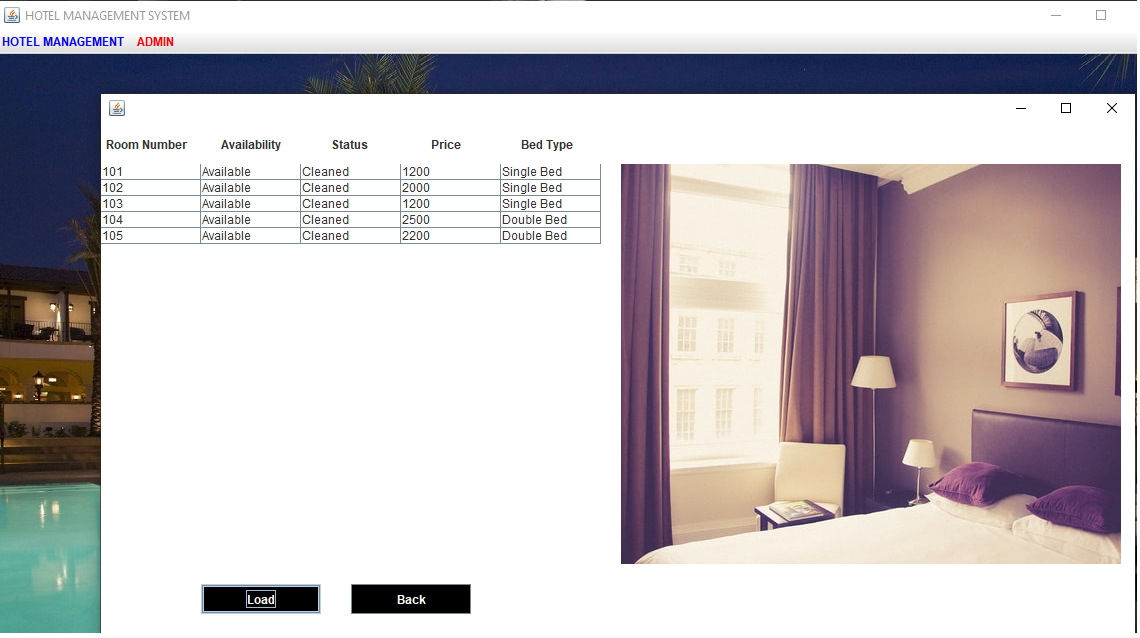 HOTEL MANAGEMENT SYSTEM
HOTEL MANAGEMENT ADMIN
Room Number Availability Status Price Bed Type
101 Available Cleaned 1200 Single Bed
102 Available Cleaned 2000 Single Bed
103 Available Cleaned 1200 Single Bed
104 Available Cleaned 2500 Double Bed
105 Available Cleaned 2200 Double Bed
Load Back